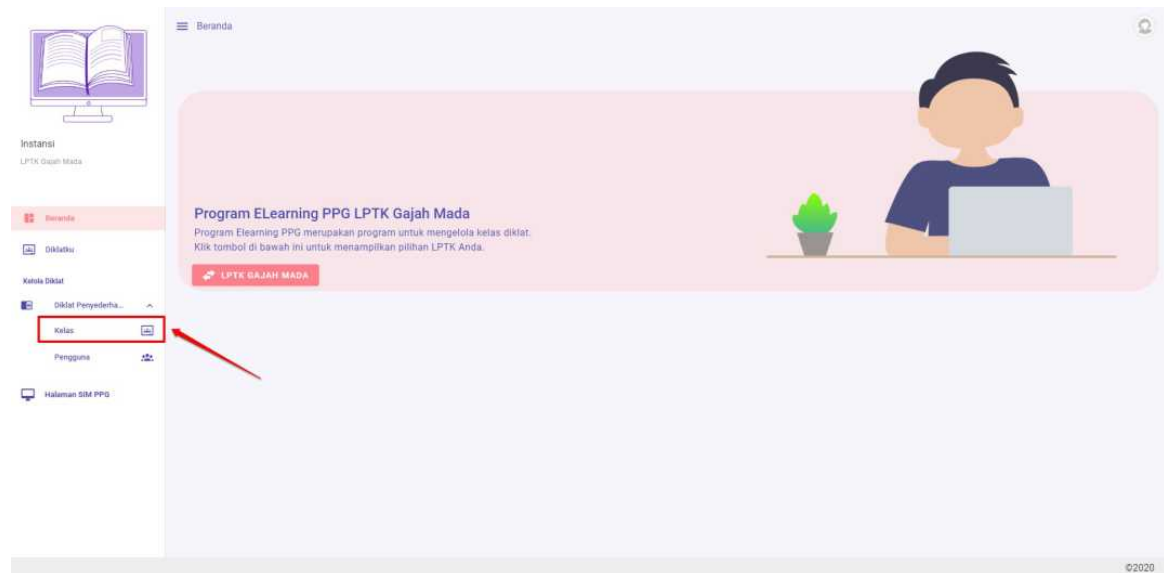 Beranda
Instansi
LPTK Gajah Mada
Beranda
Diklatku
Kelola Diklat
Diklat Penyederha...
Kelas
Pengguna
Halaman SIM PPG
Program ELearning PPG LPTK Gajah Mada
Program Elearning PPG merupakan program untuk mengelola kelas diklat.
Klik tombol di bawah ini untuk menampilkan pilihan LPTK Anda.
LPTK GAJAH MADA
©2020